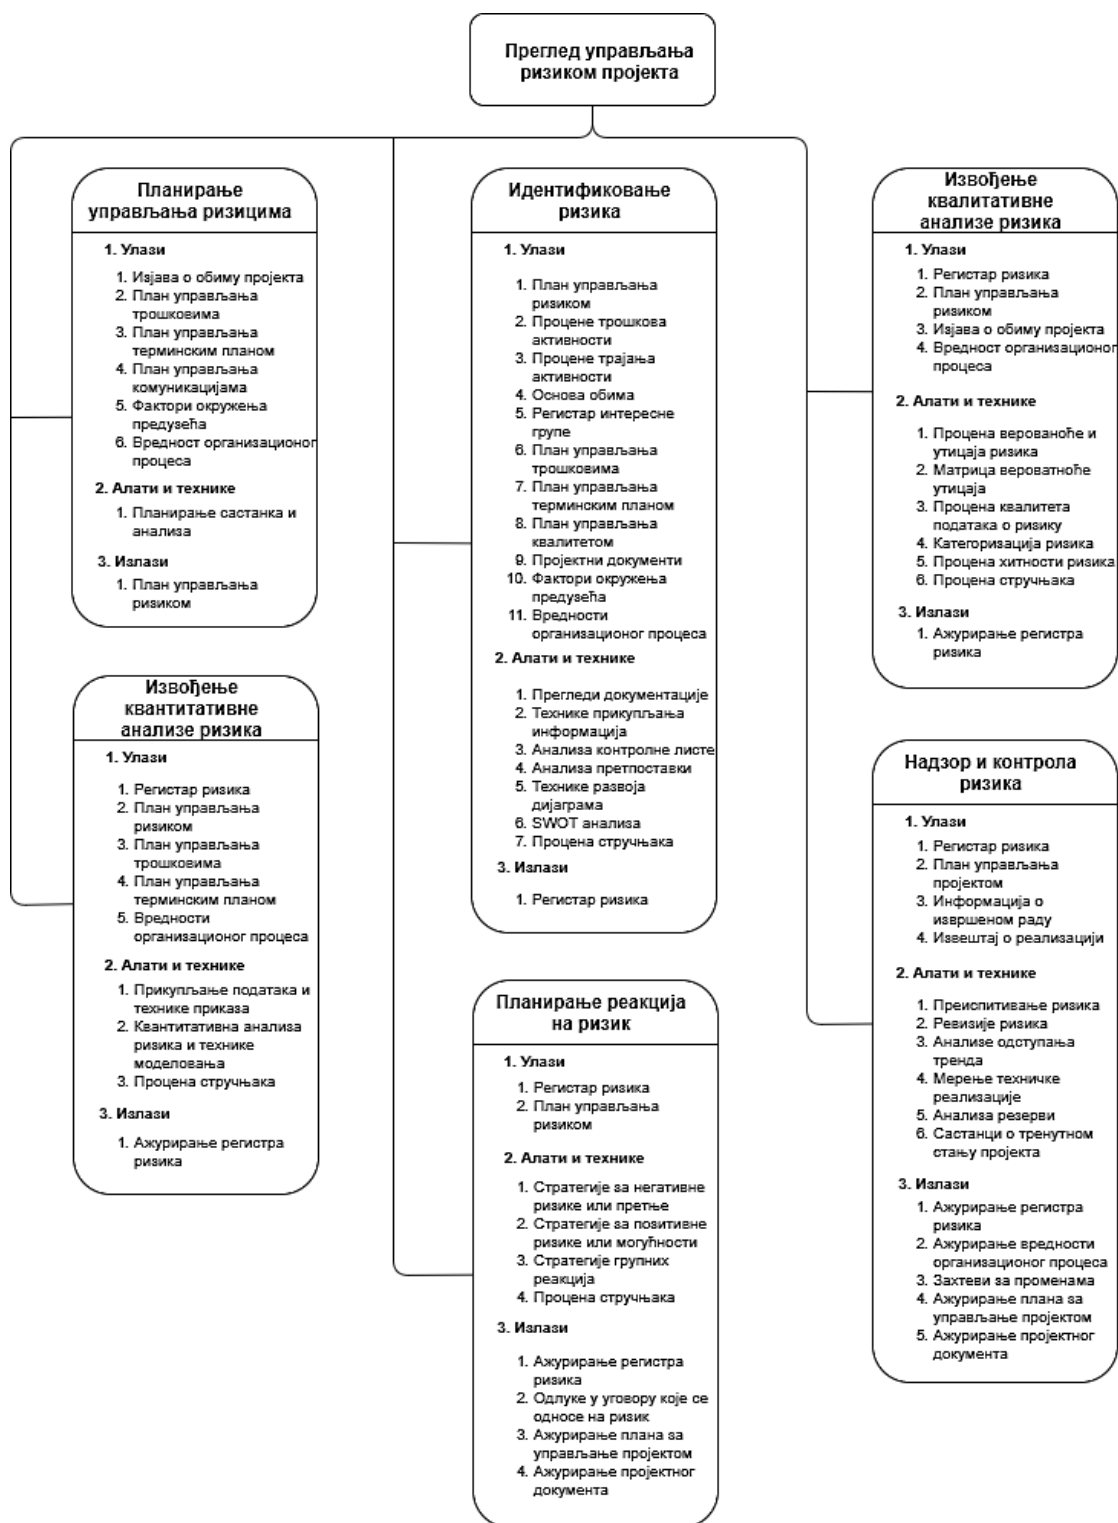 Преглед управљања
ризиком пројекта
Планирање
управљања ризицима
1. Улази
1. Изјава о обиму пројекта
2. План управљања
трошковима
3. План управљања
терминским планом
4. План управљања
комуникацијама
5. Фактори окружења
предузећа
6. Вредност организационог
процеса
2. Алати и технике
1. Планирање састанка и
анализа
3. Излази
1. План управљања
ризиком
Идентификовање
ризика
1. Улази
1. План управљања
ризиком
2. Процене трошкова
активности
3. Процене трајања
активности
4. Основа обима
5. Регистар интересне
групе
6. План управљања
трошковима
7. План управљања
терминским планом
8. План управљања
квалитетом
9. Пројектни документи
10. Фактори окружења
предузећа
11. Вредности
организационог процеса
2. Алати и технике
1. Прегледи документације
2. Технике прикупљања
информација
3. Анализа контролне листе
4. Анализа претпоставки
5. Технике развоја
дијаграма
6. SWOT анализа
7. Процена стручњака
3. Излази
1. Регистар ризика
Извођење
квалитативне
анализе ризика
1. Улази
1. Регистар ризика
2. План управљања
ризиком
3. Изјава о обиму пројекта
4. Вредност организационог
процеса
2. Алати и технике
1. Процена верованоће и
утицаја ризика
2. Матрица вероватноће
утицаја
3. Процена квалитета
података о ризику
4. Категоризација ризика
5. Процена хитности ризика
6. Процена стручњака
3. Излази
1. Ажурирање регистра
ризика
Извођење
квантитативне
анализе ризика
1. Улази
1. Регистар ризика
2. План управљања
ризиком
3. План управљања
трошковима
4. План управљања
терминским планом
5. Вредности
организационог процеса
2. Алати и технике
1. Прикупљање података и
технике приказа
2. Квантитативна анализа
ризика и технике
моделовања
3. Процена стручњака
3. Излази
1. Ажурирање регистра
ризика
Планирање реакција
на ризик
1. Улази
1. Регистар ризика
2. План управљања
ризиком
2. Алати и технике
1. Стратегије за негативне
ризике или претње
2. Стратегије за позитивне
ризике или могућности
3. Стратегије групних
реакција
4. Процена стручњака
3. Излази
1. Ажурирање регистра
ризика
2. Одлуке у уговору које се
односе на ризик
3. Ажурирање плана за
управљање пројектом
4. Ажурирање пројектног
документа
Надзор и контрола
ризика
1. Улази
1. Регистар ризика
2. План управљања
пројектом
3. Информација о
извршеном раду
4. Извештај о реализацији
2. Алати и технике
1. Преиспитивање ризика
2. Ревизије ризика
3. Анализе одступања
тренда
4. Мерење техничке
реализације
5. Анализа резерви
6. Састанци о тренутном
стању пројекта
3. Излази
1. Ажурирање регистра
ризика
2. Ажурирање вредности
организационог процеса
3. Захтеви за променама
4. Ажурирање плана за
управљање пројектом
5. Ажурирање пројектног
документа